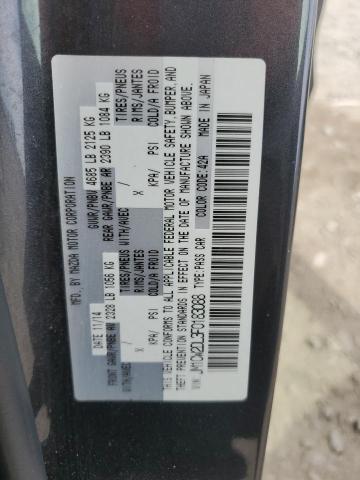 MFD. BY MAZDA MOTOR CORPORATION
DATE 11/14 GVWR/PNBV 4685 LB 2125 KG
FRONT GAWR/PNBE AV 2328 LB 1056 KG REAR GAWR/PNBE AR 2390 LB 1084 KG
WITH/AVEC TIRES/PNEUS WITH/AVEC TIRES/PNEUS
/ RIMS/JANTES / RIMS/JANTES
X KPA/ PSI COLD/A FROID X KPA/ PSI COLD/A FROID
THIS VEHICLE CONFORMS TO ALL APPLICABLE FEDERAL MOTOR VEHICLE SAFETY, BUMPER, AND
THEFT PREVENTION STANDARDS IN EFFECT ON THE DATE OF MANUFACTURE SHOWN ABOVE.
VIN: JM1CW2DL3F0183088 TYPE: PASS CAR COLOR CODE: 42A MADE IN JAPAN